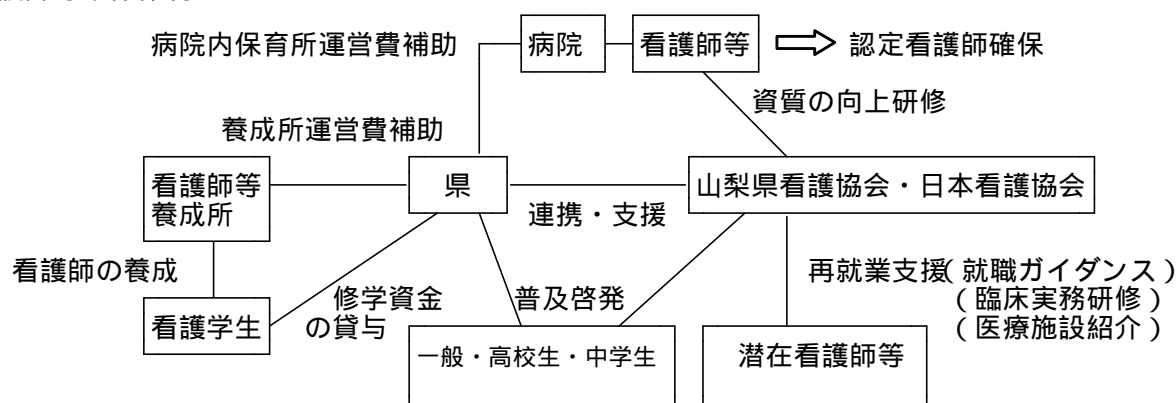 病院内保育所運営費補助
病院
看護師等
認定看護師確保
資質の向上研修
養成所運営費補助
看護師等
養成所
県
山梨県看護協会・日本看護協会
連携・支援
看護師の養成
再就業支援(就職ガイダンス)
(臨床実務研修)
(医療施設紹介)
看護学生
修学資金
の貸与
普及啓発
一般・高校生・中学生
潜在看護師等